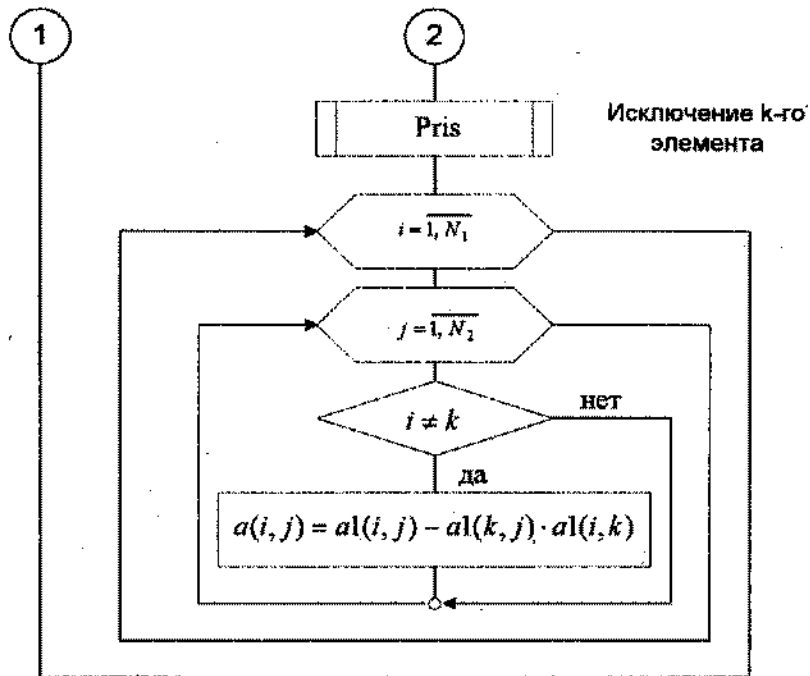 1
2
Pris
Исключение k-го
элемента
i = 1, N₁
j = 1, N₂
i ≠ k
нет
да
a(i, j) = a1(i, j) − a1(k, j) · a1(i, k)